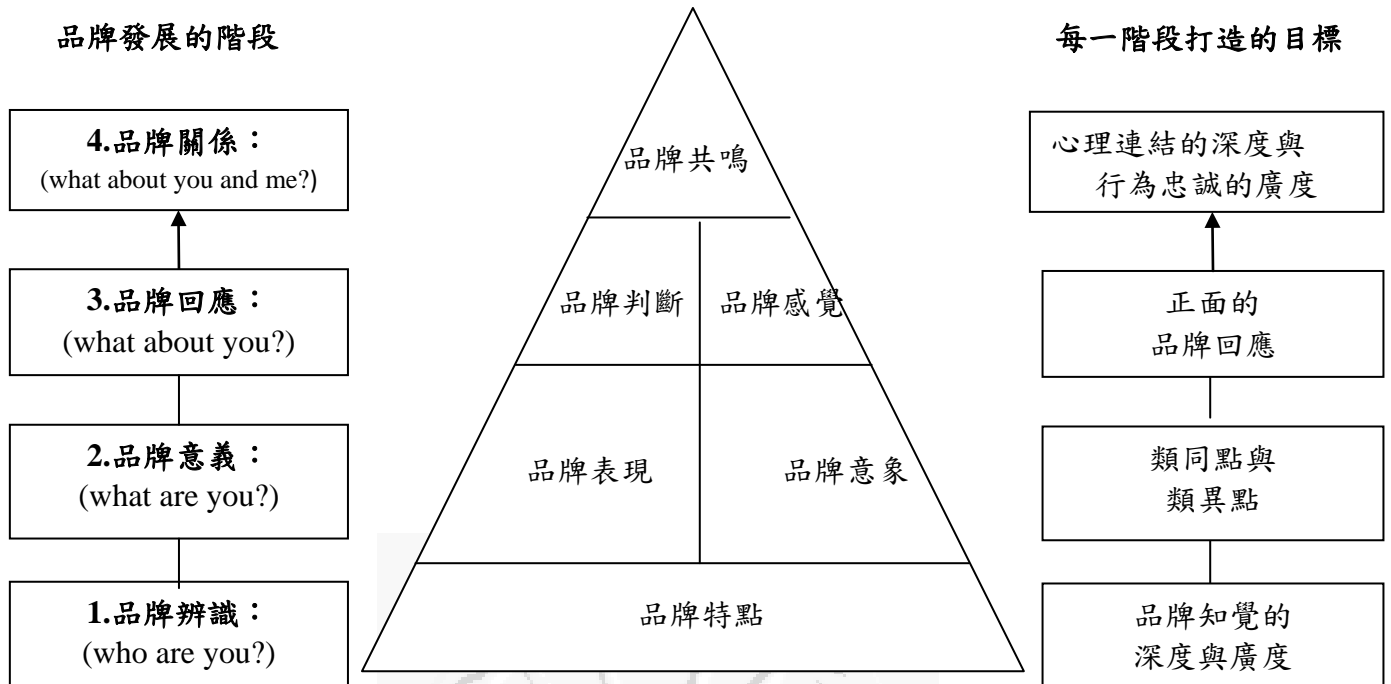 品牌發展的階段
每一階段打造的目標
4.品牌關係：
(what about you and me?)
品牌共鳴
心理連結的深度與
行為忠誠的廣度
3.品牌回應：
(what about you?)
品牌判斷
品牌感覺
正面的
品牌回應
2.品牌意義：
(what are you?)
品牌表現
品牌意象
類同點與
類異點
1.品牌辨識：
(who are you?)
品牌特點
品牌知覺的
深度與廣度